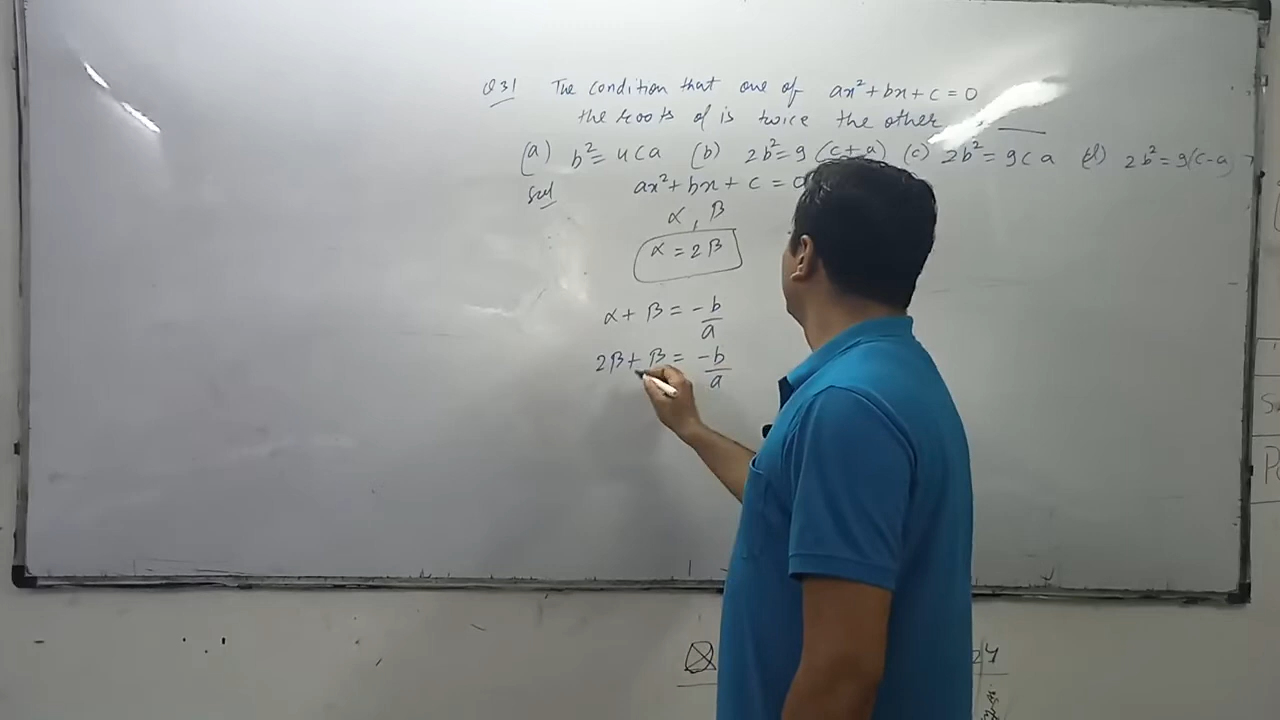 Q31 The condition that one of ax²+bx+c=0
the roots of is twice the other
(a) b²=4ca (b) 2b²=9(c+a) (c) 2b²=9ca (d) 2b²=9(c-a)
Sol ax²+bx+c=0
α, β
α=2β
α+β=-b/a
2β+β=-b/a